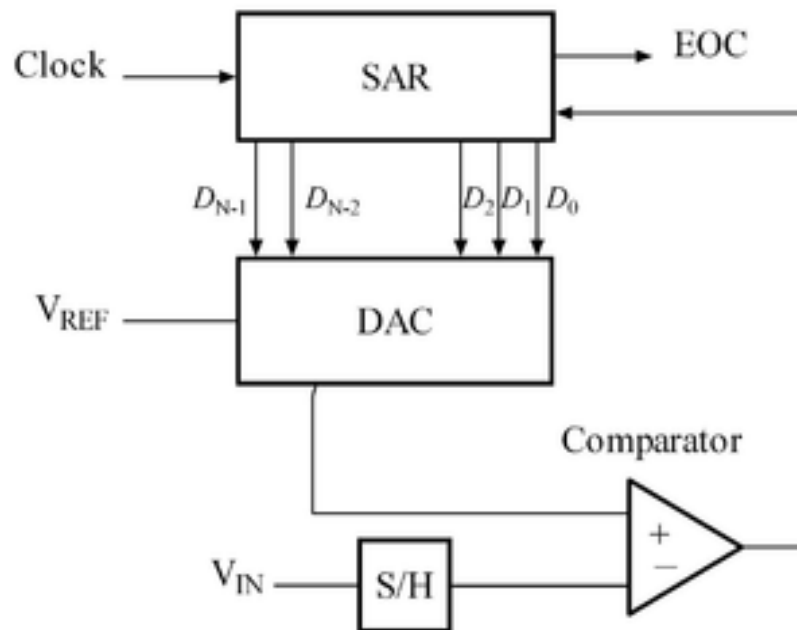 Clock
SAR
EOC
D_N-1
D_N-2
D_2
D_1
D_0
V_REF
DAC
Comparator
+
−
V_IN
S/H